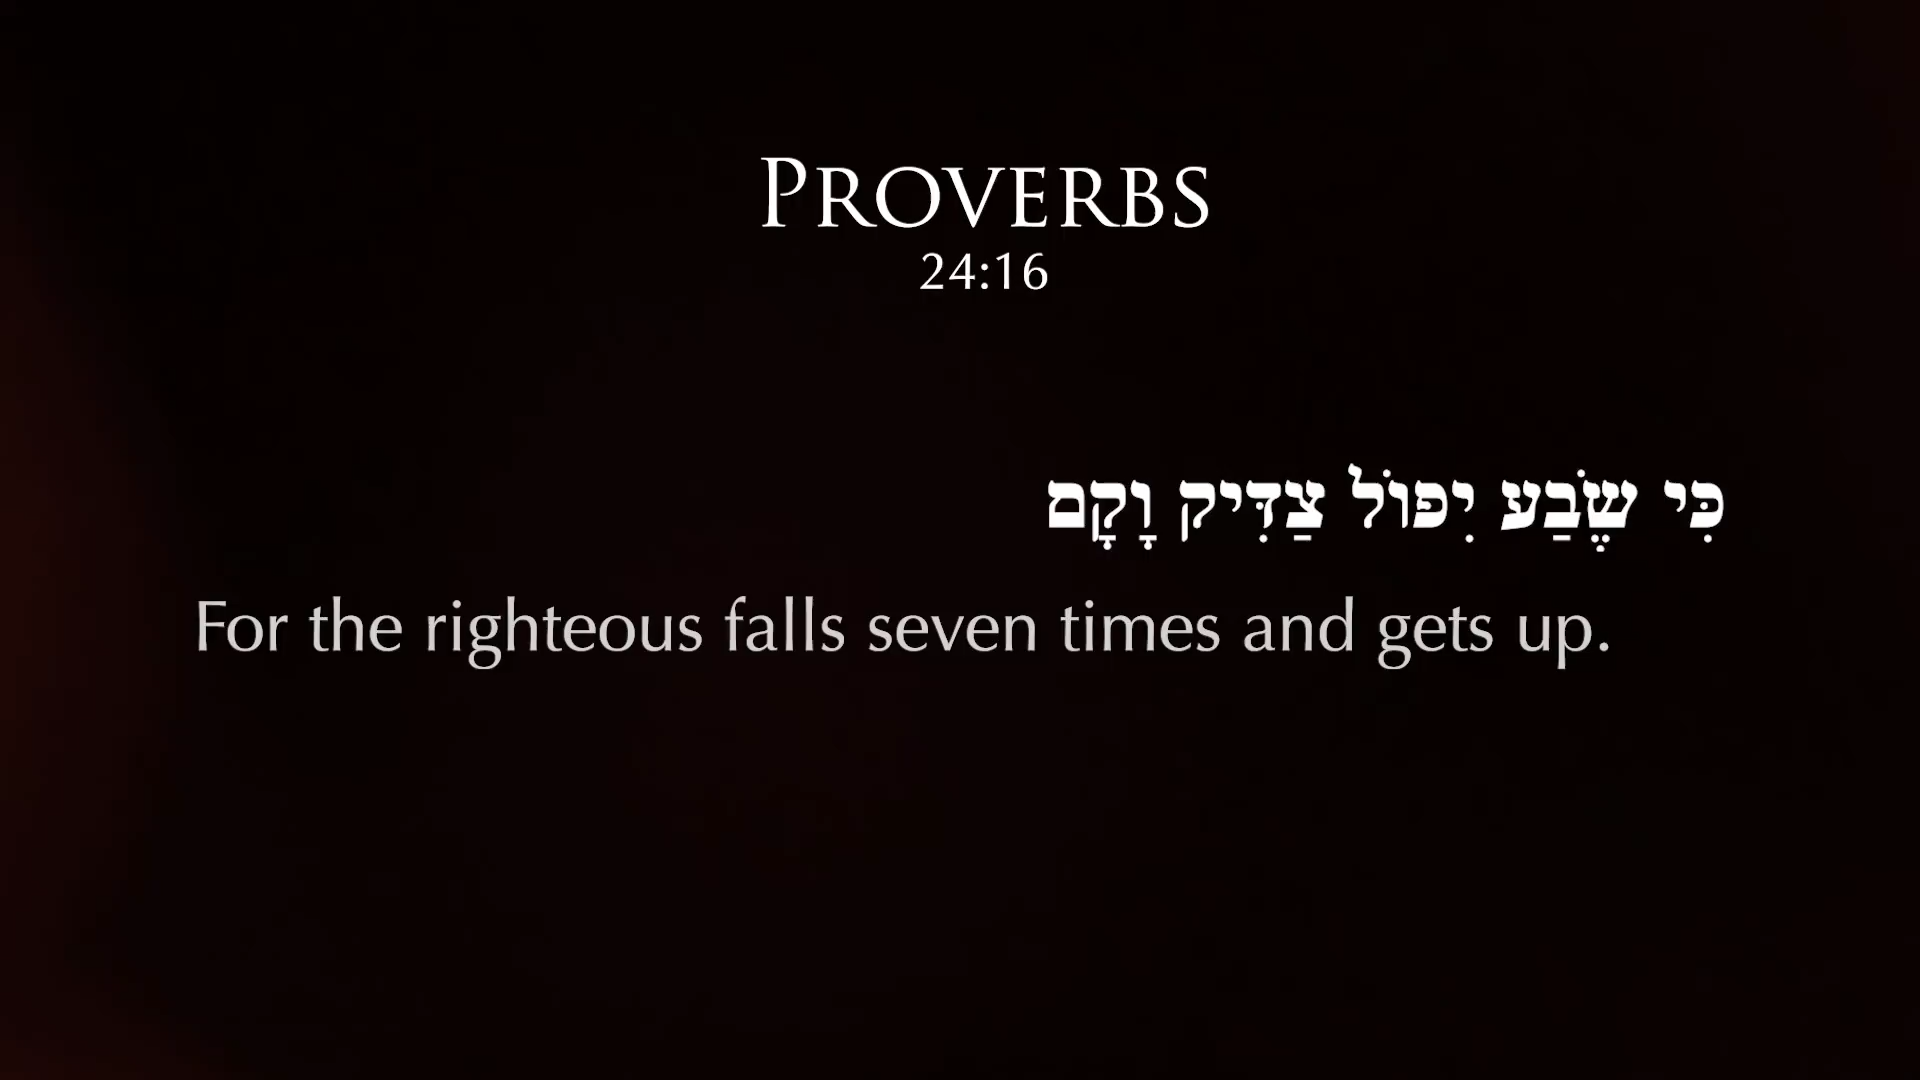 PROVERBS
24:16
כִּי שֶׁבַע יִפּוֹל צַדִּיק וָקָם
For the righteous falls seven times and gets up.